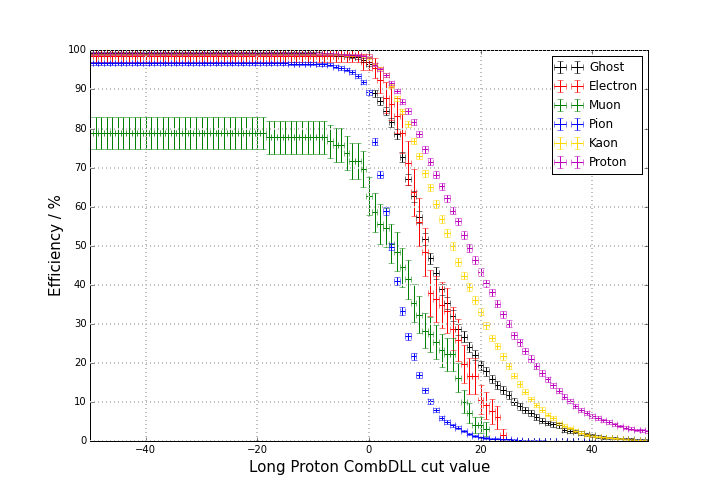 100
90
80
70
60
50
40
30
20
10
0
Efficiency / %
−40
−20
0
20
40
Long Proton CombDLL cut value
Ghost
Electron
Muon
Pion
Kaon
Proton